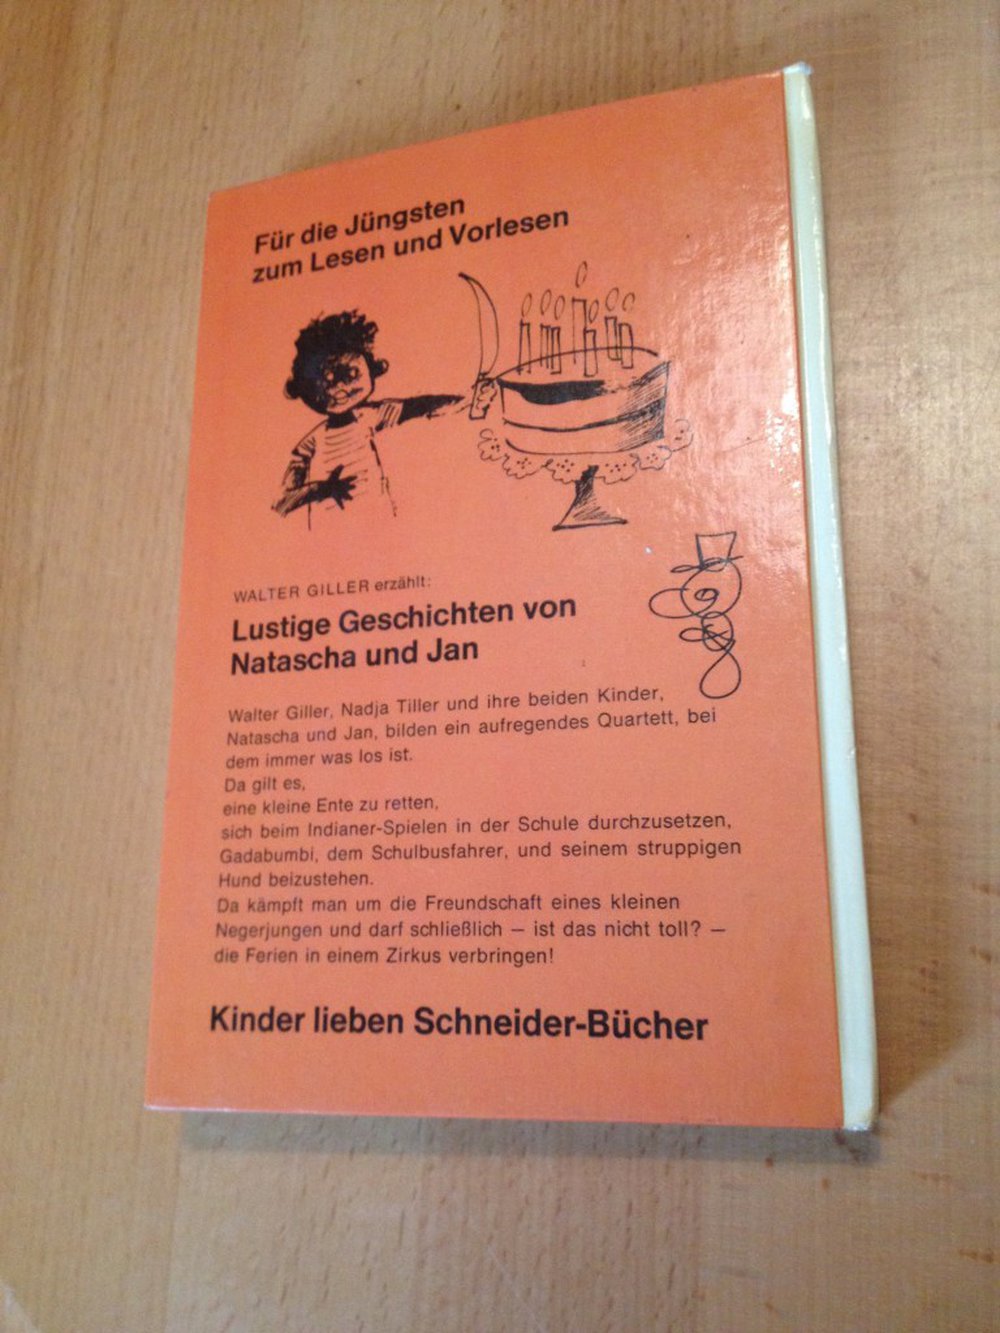 Für die Jüngsten
zum Lesen und Vorlesen
WALTER GILLER erzählt:
Lustige Geschichten von
Natascha und Jan
Walter Giller, Nadja Tiller und ihre beiden Kinder,
Natascha und Jan, bilden ein aufregendes Quartett, bei
dem immer was los ist.
Da gilt es,
eine kleine Ente zu retten,
sich beim Indianer-Spielen in der Schule durchzusetzen,
Gadabumbi, dem Schulbusfahrer, und seinem struppigen
Hund beizustehen.
Da kämpft man um die Freundschaft eines kleinen
Negerjungen und darf schließlich – ist das nicht toll? –
die Ferien in einem Zirkus verbringen!
Kinder lieben Schneider-Bücher